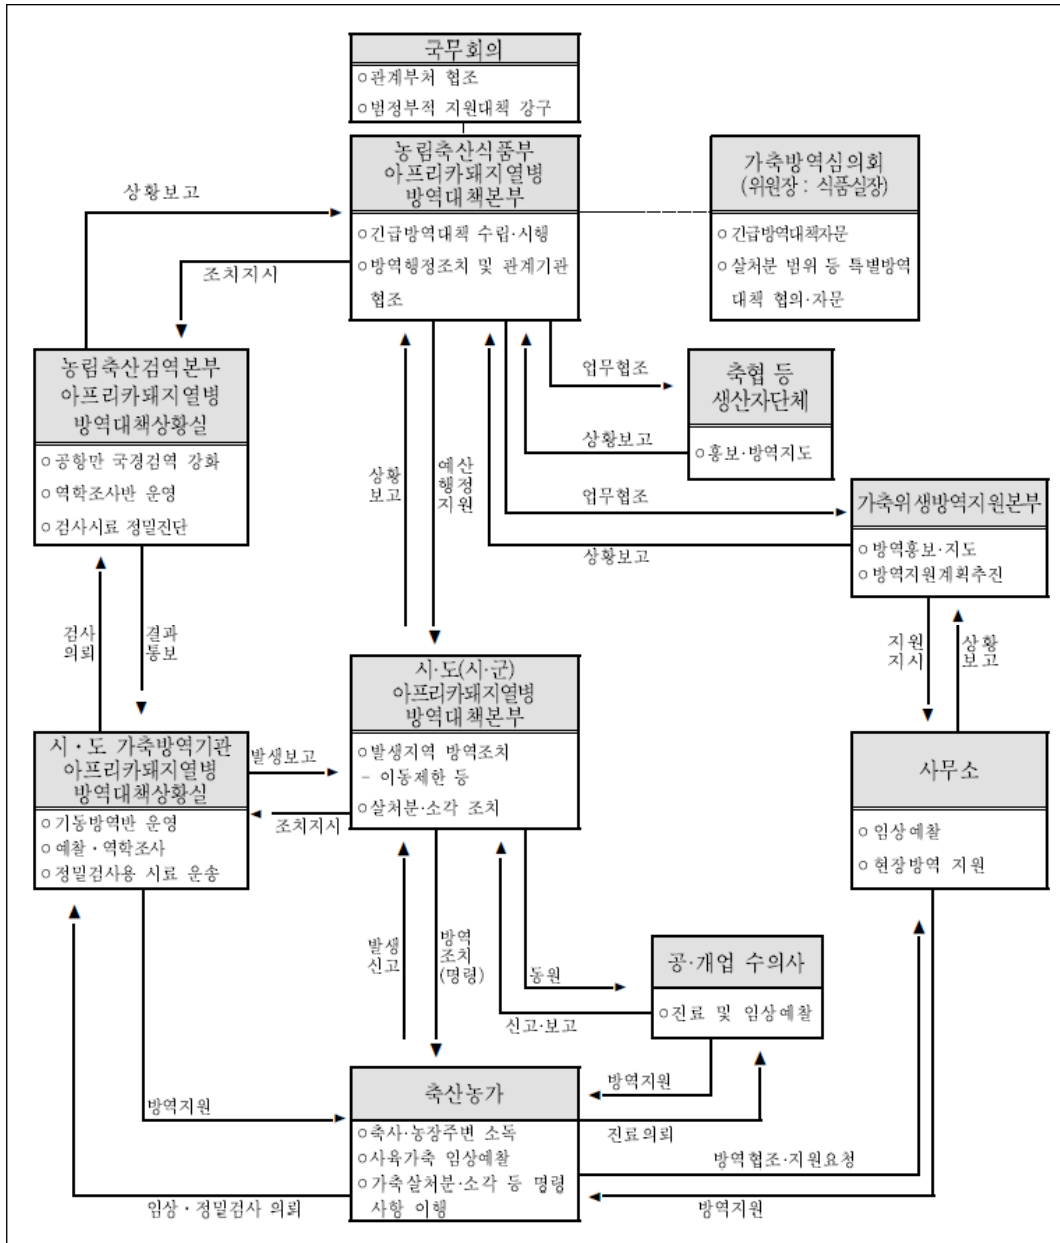 국무회의
○관계부처 협조
○범정부적 지원대책 강구
농림축산식품부
아프리카돼지열병
방역대책본부
○긴급방역대책 수립·시행
○방역행정조치 및 관계기관
협조
가축방역심의회
(위원장 : 식품실장)
○긴급방역대책자문
○살처분 범위 등 특별방역
대책 협의·자문
상황보고
조치지시
농림축산검역본부
아프리카돼지열병
방역대책상황실
○공항만 국경검역 강화
○역학조사반 운영
○검사시료 정밀진단
업무협조
축협 등
생산자단체
○홍보·방역지도
상황보고
상황
보고
예산
행정
지원
업무협조
상황보고
가축위생방역지원본부
○방역홍보·지도
○방역지원계획추진
검사
의뢰
결과
통보
지원
지시
상황
보고
시·도(시·군)
아프리카돼지열병
방역대책본부
○발생지역 방역조치
- 이동제한 등
○살처분·소각 조치
시·도 가축방역기관
아프리카돼지열병
방역대책상황실
○기동방역반 운영
○예찰·역학조사
○정밀검사용 시료 운송
발생보고
조치지시
사무소
○임상예찰
○현장방역 지원
발생
신고
방역
조치
(명령)
동원
신고·보고
공·개업 수의사
○진료 및 임상예찰
방역지원
방역지원
진료의뢰
축산농가
○축사·농장주변 소독
○사육가축 임상예찰
○가축살처분·소각 등 명령
사항 이행
방역협조·지원요청
방역지원
임상·정밀검사 의뢰